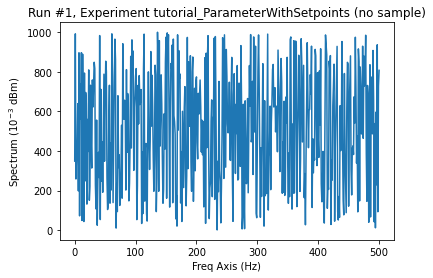 Run #1, Experiment tutorial_ParameterWithSetpoints (no sample)
1000
800
600
400
200
0
Spectrum (10⁻³ dBm)
0 100 200 300 400 500
Freq Axis (Hz)